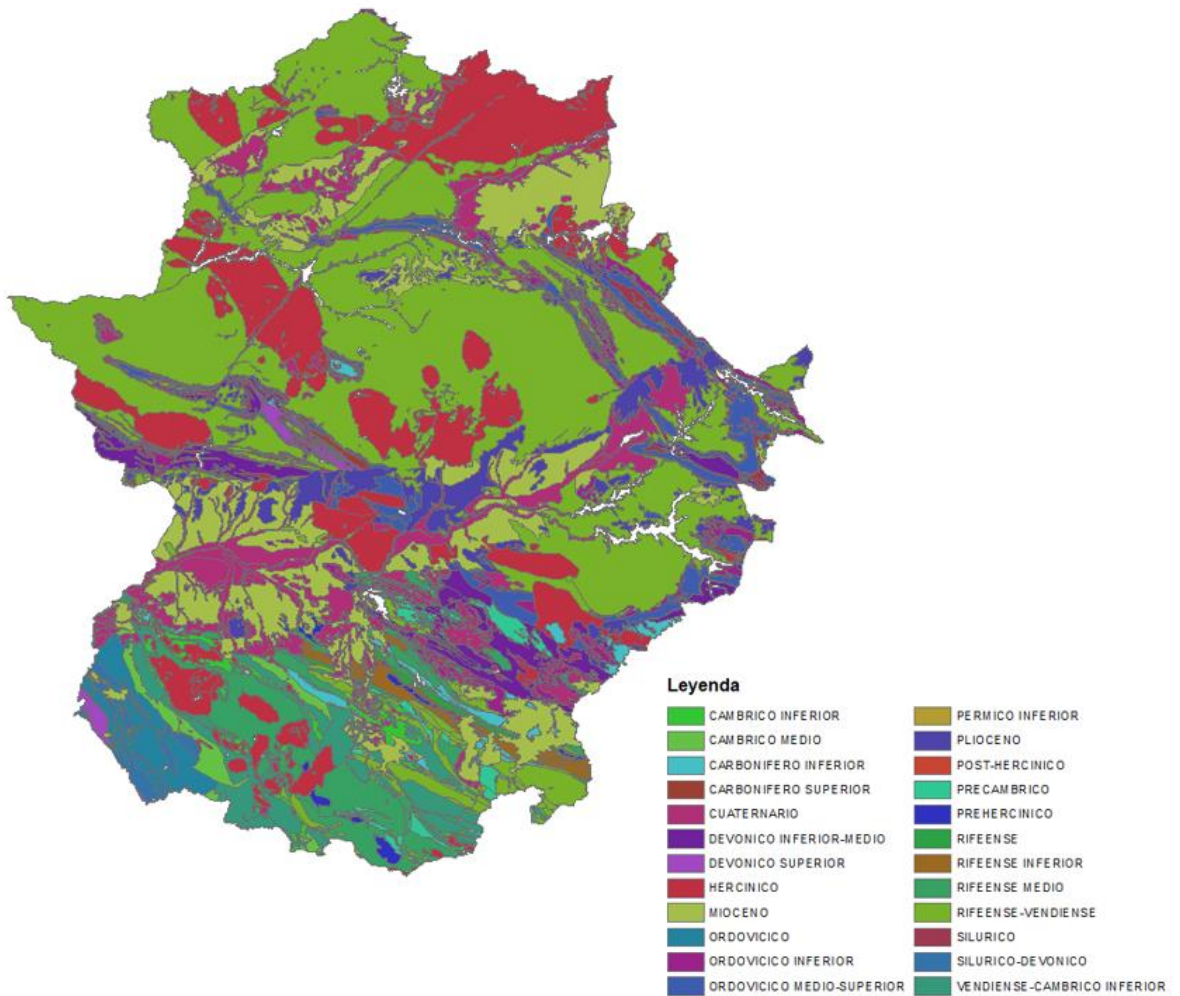 Leyenda
CAMBRICO INFERIOR
CAMBRICO MEDIO
CARBONIFERO INFERIOR
CARBONIFERO SUPERIOR
CUATERNARIO
DEVONICO INFERIOR-MEDIO
DEVONICO SUPERIOR
HERCINICO
MIOCENO
ORDOVICICO
ORDOVICICO INFERIOR
ORDOVICICO MEDIO-SUPERIOR
PERMICO INFERIOR
PLIOCENO
POST-HERCINICO
PRECAMBRICO
PREHERCINICO
RIFEENSE
RIFEENSE INFERIOR
RIFEENSE MEDIO
RIFEENSE-VENDIENSE
SILURICO
SILURICO-DEVONICO
VENDIENSE-CAMBRICO INFERIOR